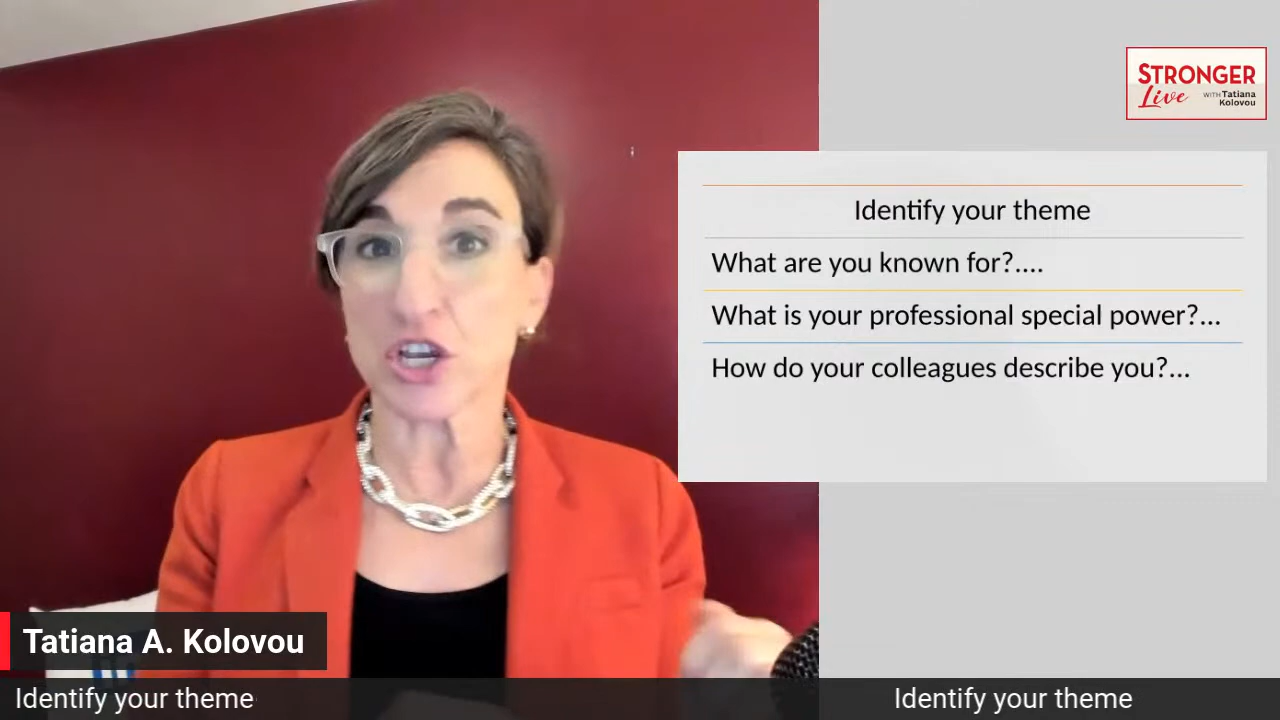 STRONGER
Live WITH Tatiana
Kolovou
Identify your theme
What are you known for?....
What is your professional special power?...
How do your colleagues describe you?...
Tatiana A. Kolovou
Identify your theme
Identify your theme